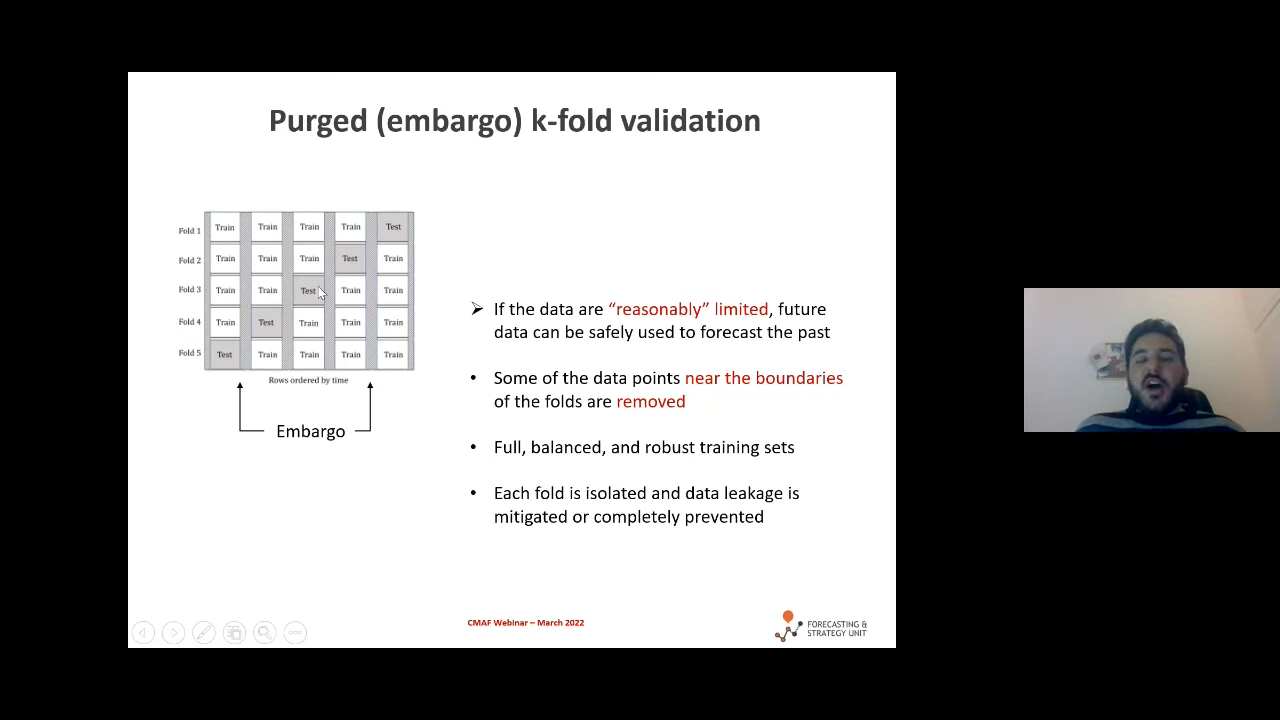 Purged (embargo) k-fold validation
Fold 1 Train Train Train Train Test
Fold 2 Train Train Train Test Train
Fold 3 Train Train Test Train Train
Fold 4 Train Test Train Train Train
Fold 5 Test Train Train Train Train
Rows ordered by time
Embargo
➢ If the data are “reasonably” limited, future
data can be safely used to forecast the past
• Some of the data points near the boundaries
of the folds are removed
• Full, balanced, and robust training sets
• Each fold is isolated and data leakage is
mitigated or completely prevented
CMAF Webinar – March 2022
FORECASTING &
STRATEGY UNIT